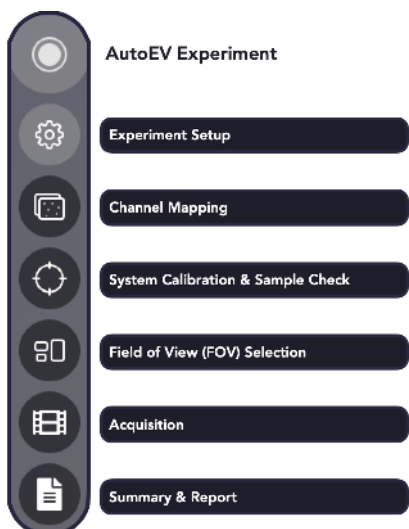 AutoEV Experiment
Experiment Setup
Channel Mapping
System Calibration & Sample Check
Field of View (FOV) Selection
Acquisition
Summary & Report